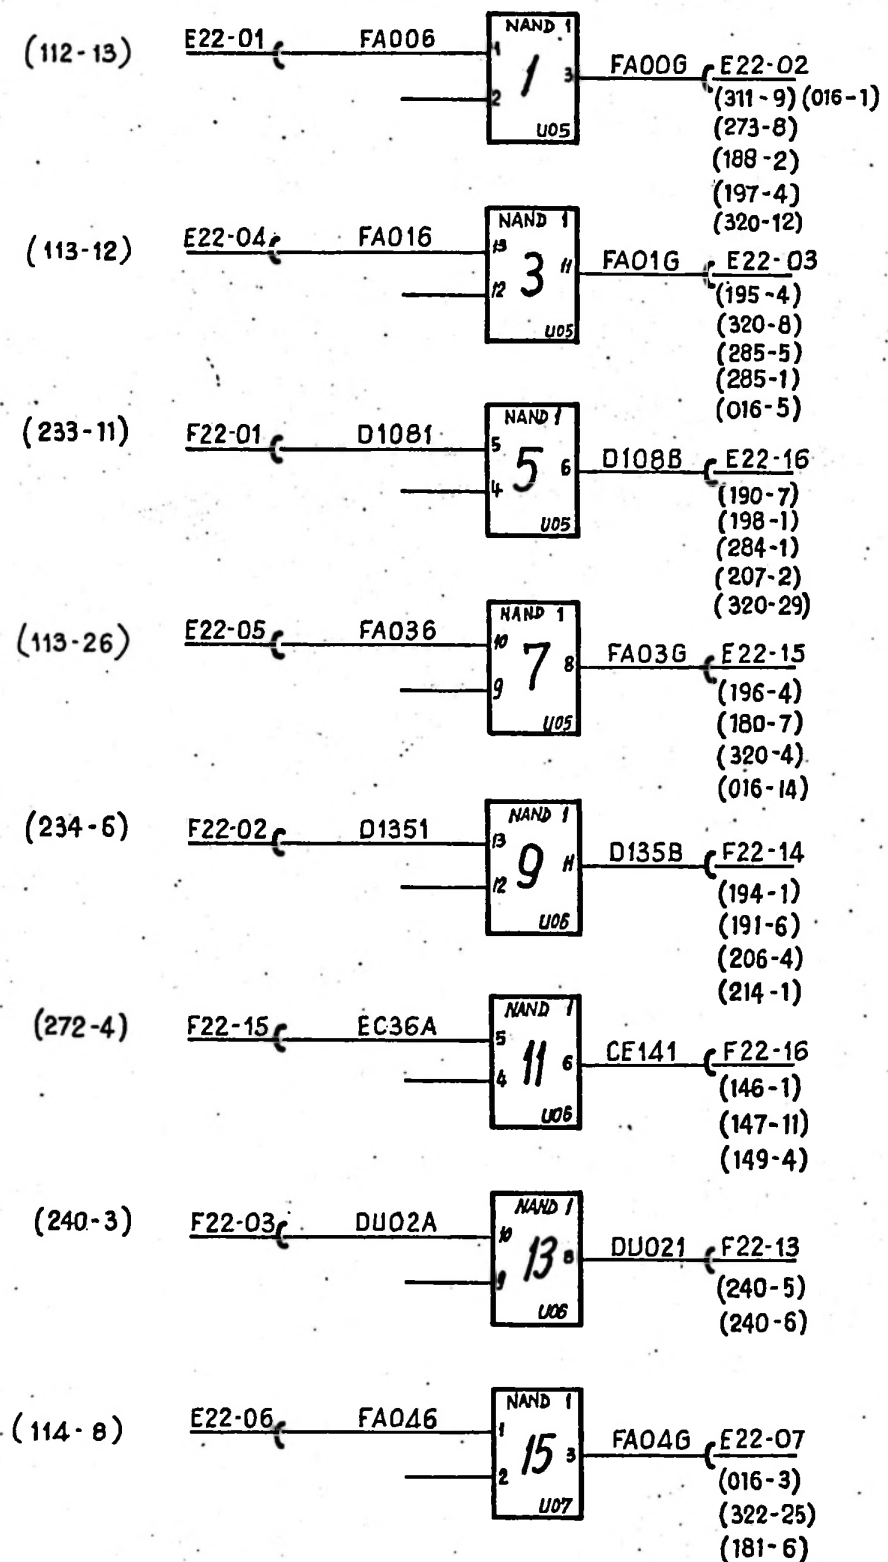 NAND 1
(112-13) E22-01 FA006 1 1 3 FA00G E22-02
2 (311-9) (016-1)
U05 (273-8)
(188-2)
(197-4)
(320-12)
NAND 1
(113-12) E22-04 FA016 13 3 11 FA01G E22-03
12 (195-4)
U05 (320-8)
(285-5)
(285-1)
(016-5)
NAND 1
(233-11) F22-01 D1081 5 5 6 D108B E22-16
4 (190-7)
U05 (198-1)
(284-1)
(207-2)
(320-29)
NAND 1
(113-26) E22-05 FA036 10 7 8 FA03G E22-15
9 (196-4)
U05 (180-7)
(320-4)
(016-14)
NAND 1
(234-6) F22-02 D1351 13 9 11 D135B F22-14
12 (194-1)
U06 (191-6)
(206-4)
(214-1)
NAND 1
(272-4) F22-15 EC36A 5 11 6 CE141 F22-16
4 (146-1)
U06 (147-11)
(149-4)
NAND 1
(240-3) F22-03 DU02A 10 13 8 DU021 F22-13
9 (240-5)
U06 (240-6)
NAND 1
(114-8) E22-06 FA046 1 15 3 FA04G E22-07
2 (016-3)
U07 (322-25)
(181-6)